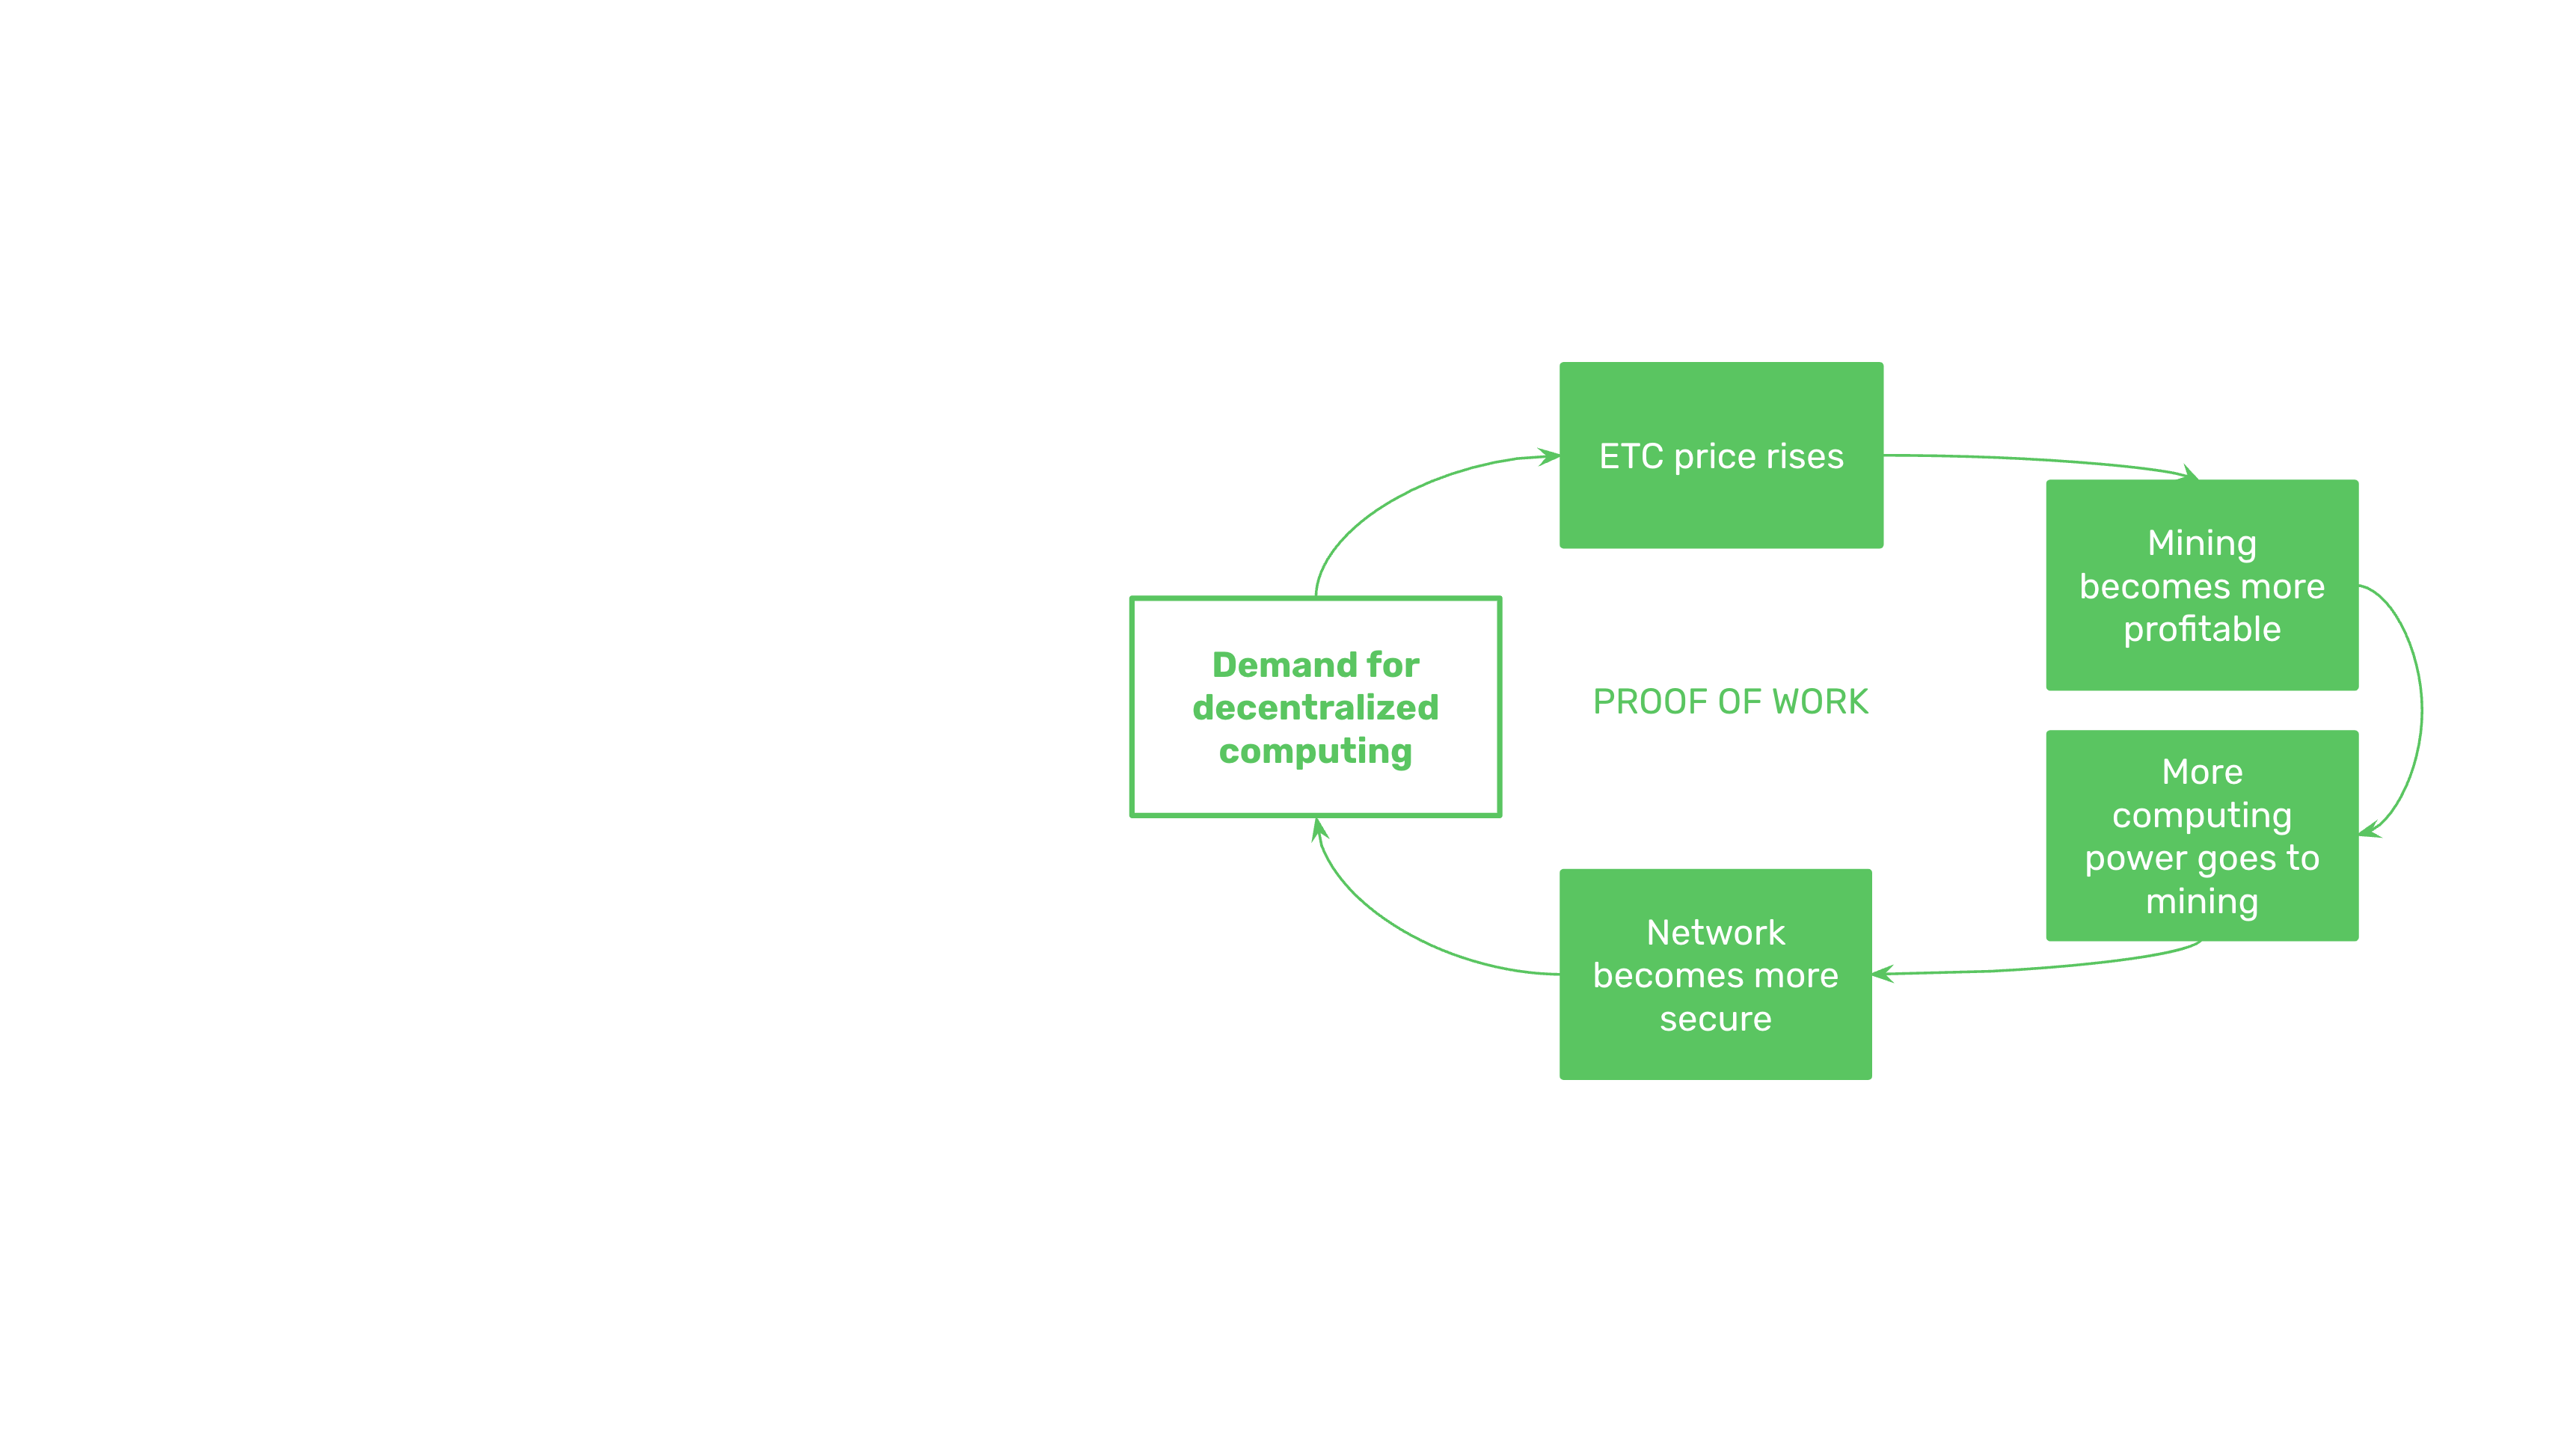 ETC price rises
Mining
becomes more
profitable
Demand for
decentralized
computing
PROOF OF WORK
More
computing
power goes to
mining
Network
becomes more
secure